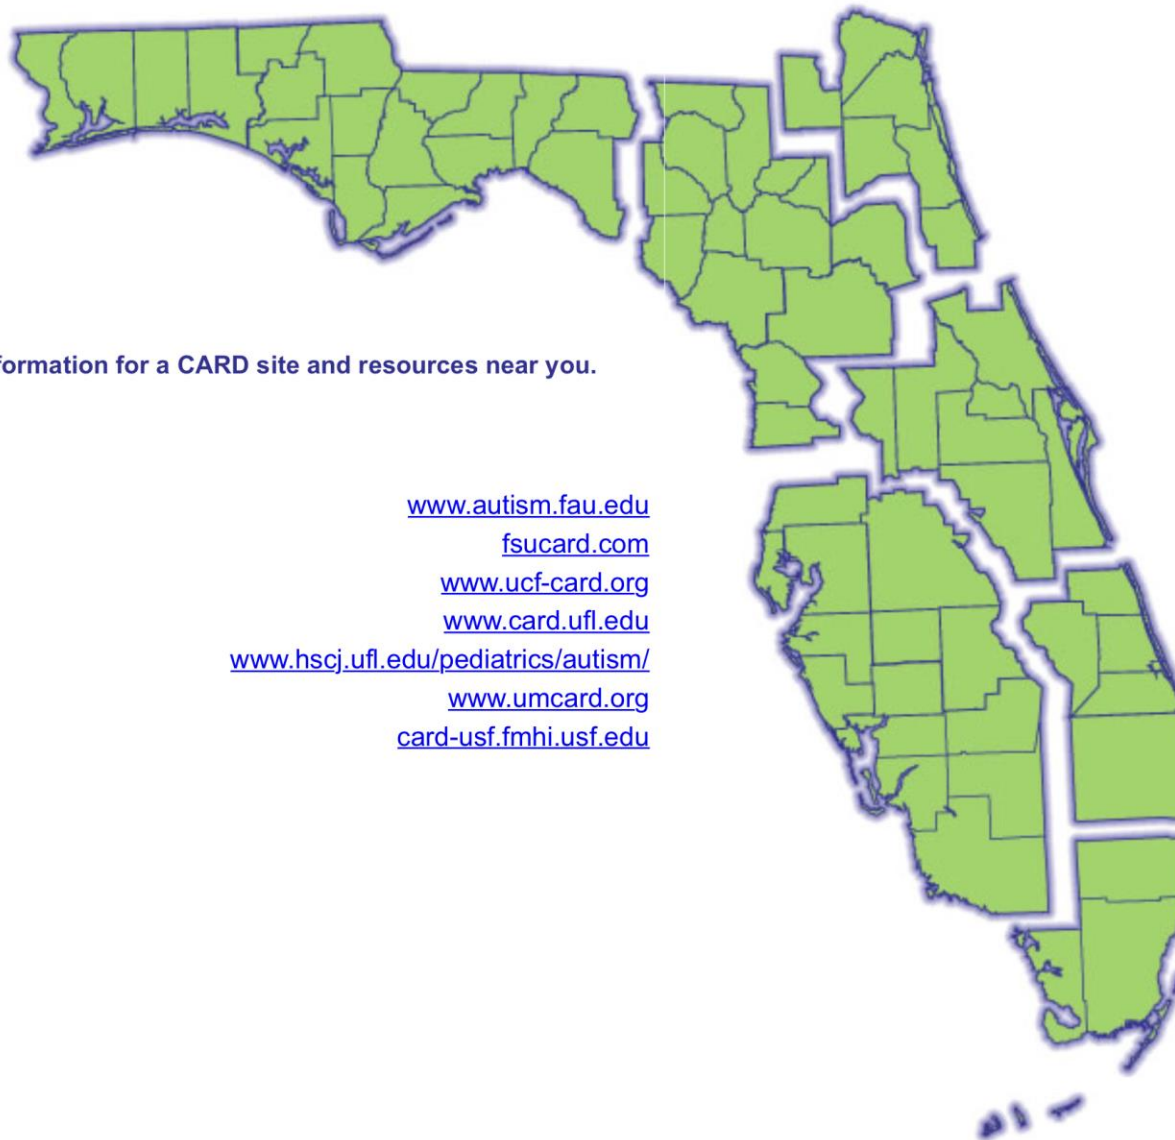 formation for a CARD site and resources near you.
www.autism.fau.edu
fsucard.com
www.ucf-card.org
www.card.ufl.edu
www.hscj.ufl.edu/pediatrics/autism/
www.umcard.org
card-usf.fmhi.usf.edu